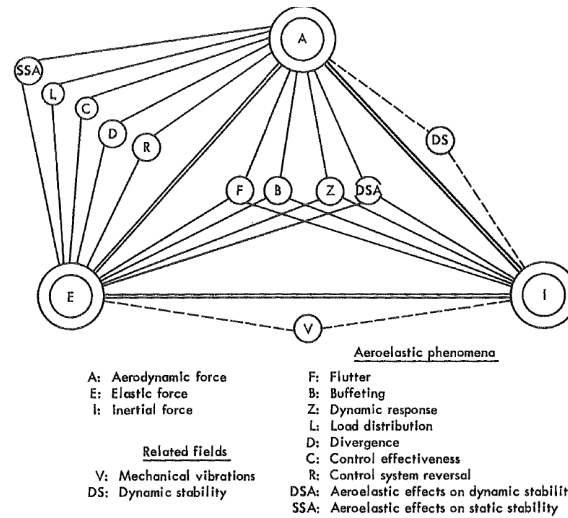 A
SSA
L
C
D
R
DS
F
B
Z
DSA
E
I
V
Aeroelastic phenomena
A: Aerodynamic force
E: Elastic force
I: Inertial force
Related fields
V: Mechanical vibrations
DS: Dynamic stability
F: Flutter
B: Buffeting
Z: Dynamic response
L: Load distribution
D: Divergence
C: Control effectiveness
R: Control system reversal
DSA: Aeroelastic effects on dynamic stabilit
SSA: Aeroelastic effects on static stability